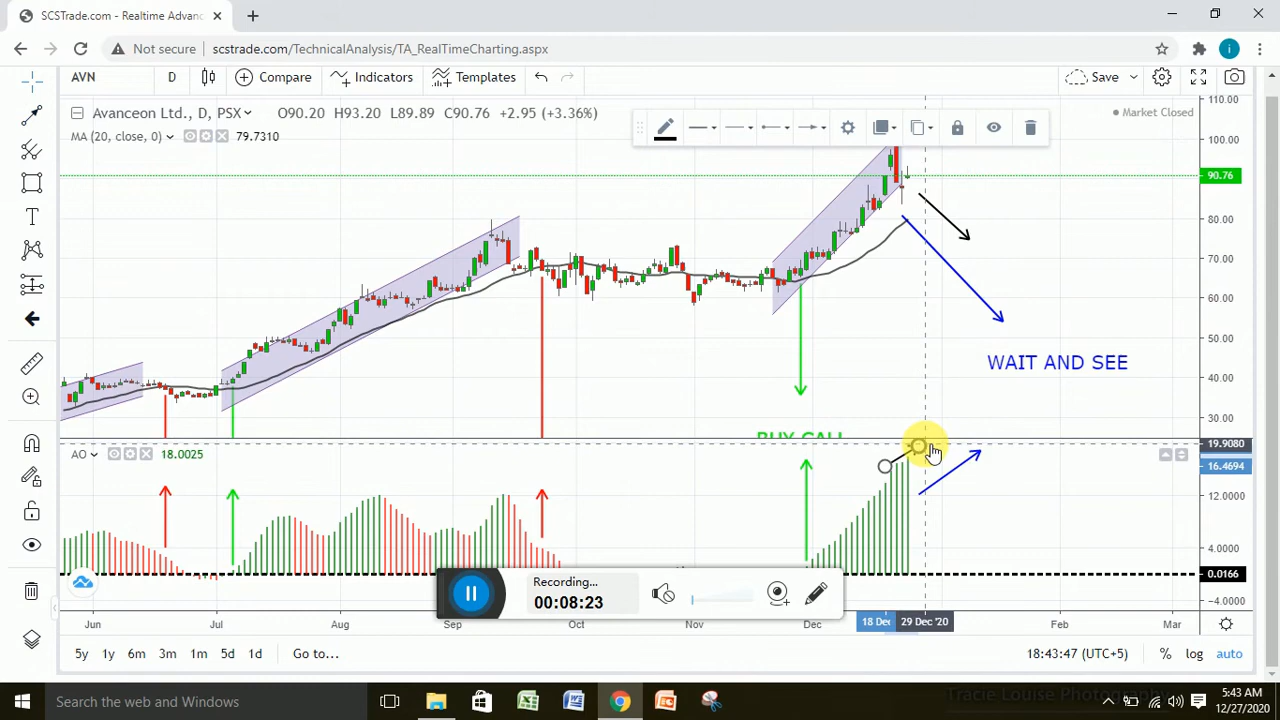 SCSTrade.com - Realtime Advanc
Not secure
scstrade.com/TechnicalAnalysis/TA_RealTimeCharting.aspx
i
AVN
D
Compare
Indicators
Templates
Save
Avanceon Ltd., D, PSX
O90.20 H93.20 L89.89 C90.76 +2.95 (+3.36%)
Market Closed
MA (20, close, 0)
79.7310
110.00
100.00
90.76
80.00
70.00
60.00
50.00
40.00
30.00
WAIT AND SEE
BUY CALL
AO
18.0025
19.9080
16.4694
12.0000
4.0000
0.0166
−4.0000
Recording...
00:08:23
Jun
Jul
Aug
Sep
Oct
Nov
Dec
18 Dec
29 Dec '20
Feb
Mar
5y
1y
6m
3m
1m
5d
1d
Go to...
18:43:47 (UTC+5)
%
log
auto
Search the web and Windows
Tracie Louise Photography
5:43 AM
12/27/2020